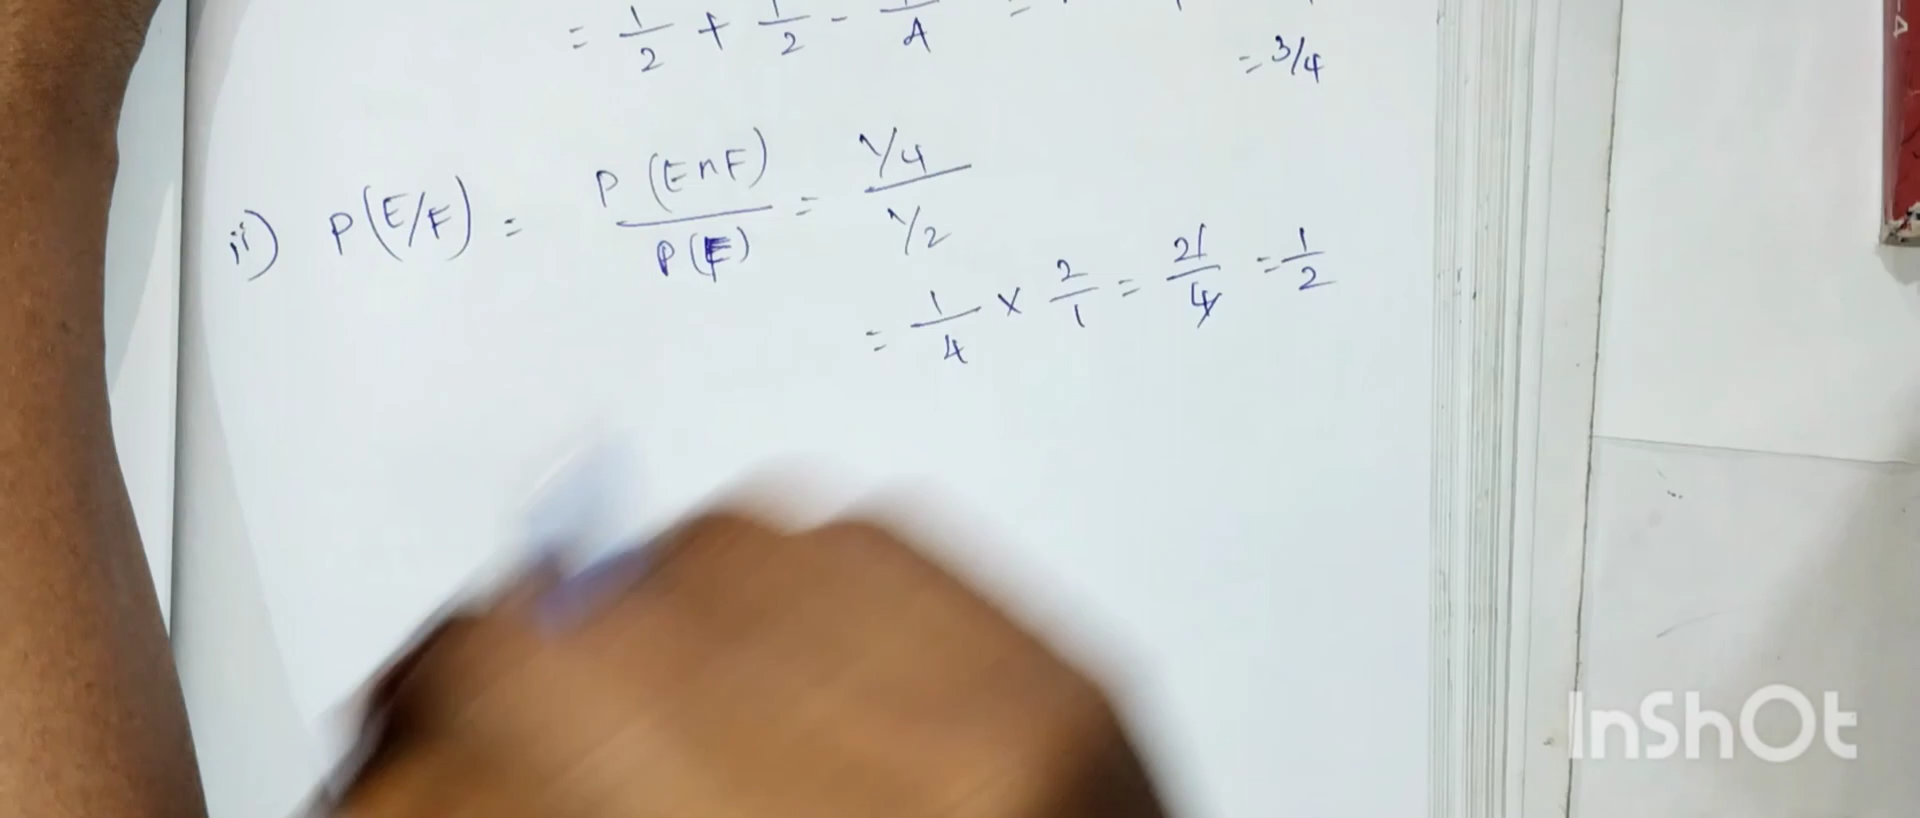 = 1/2 + 1/2 - 1/4 =
= 3/4
ii) P(E/F) = P(E∩F)/P(F) = 1/4 / 1/2
= 1/4 × 2/1 = 2/4 = 1/2
InShOt